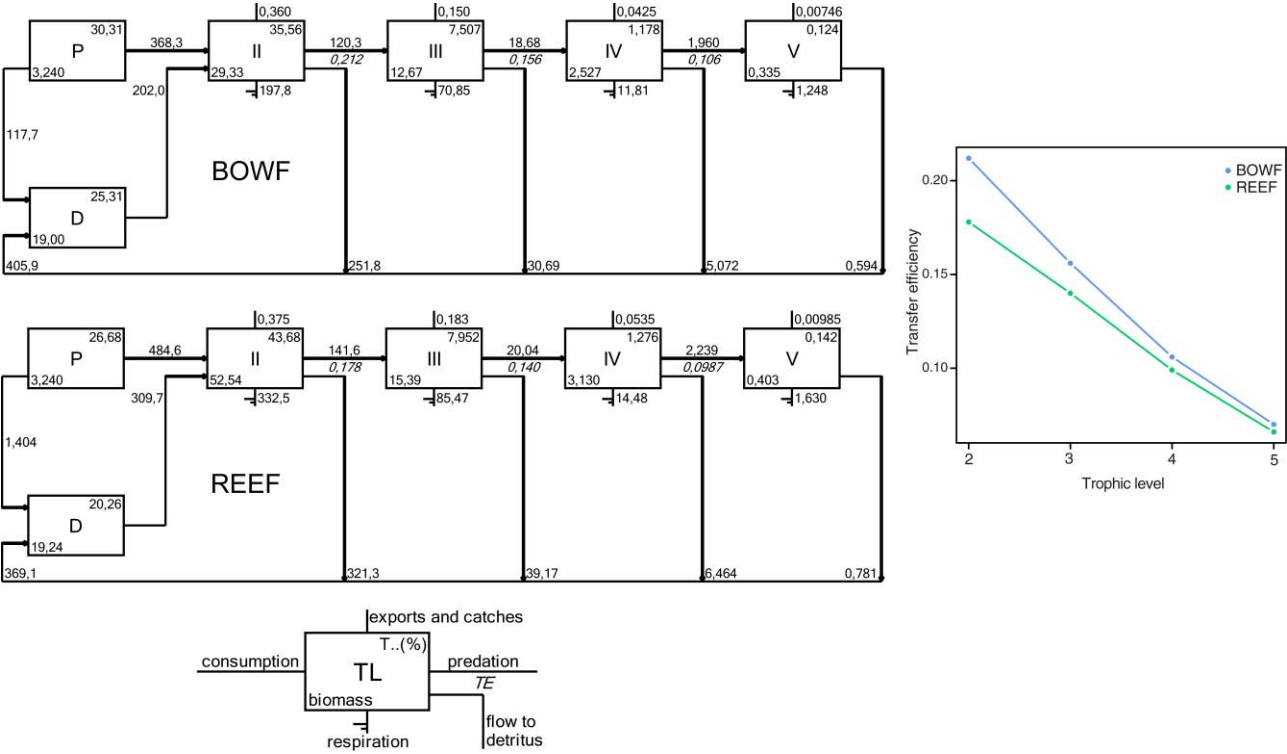 0,360 0,150 0,0425 0,00746
30,31 35,56 7,507 1,178 0,124
P 368,3 II 120,3 III 18,68 IV 1,960 V
0,212 0,156 0,106
3,240 29,33 12,67 2,527 0,335
202,0 197,8 70,85 11,81 1,248
117,7
BOWF
25,31
D
19,00
405,9 251,8 30,69 5,072 0,594
0,375 0,183 0,0535 0,00985
26,68 43,68 7,952 1,276 0,142
P 484,6 II 141,6 III 20,04 IV 2,239 V
0,178 0,140 0,0987
3,240 52,54 15,39 3,130 0,403
309,7 332,5 85,47 14,48 1,630
1,404
REEF
20,26
D
19,24
369,1 321,3 39,17 6,464 0,781
exports and catches
T..(%)
consumption TL predation
TE
biomass
flow to
detritus
respiration
BOWF
REEF
0.20
0.15
0.10
Transfer efficiency
2 3 4 5
Trophic level